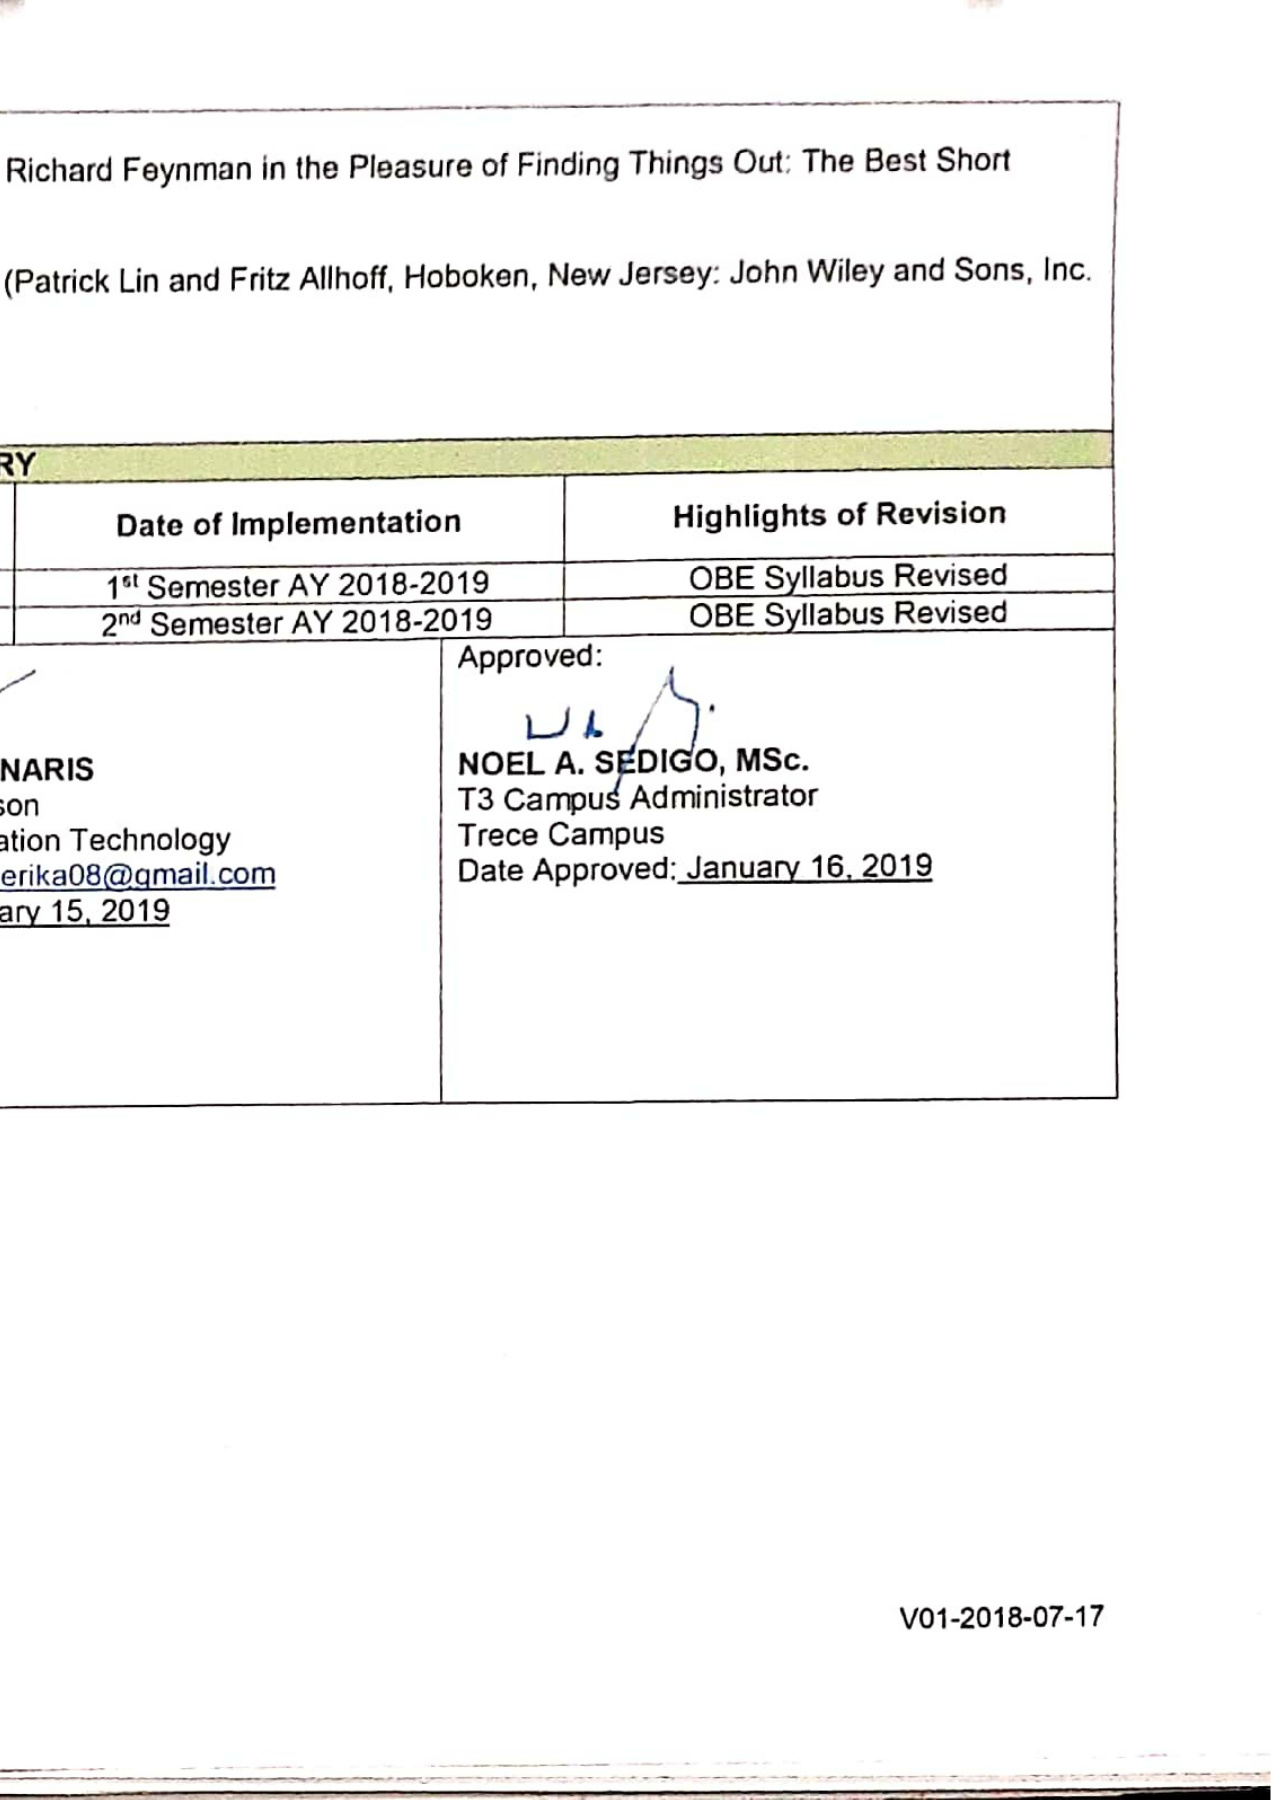 Richard Feynman in the Pleasure of Finding Things Out: The Best Short
(Patrick Lin and Fritz Allhoff, Hoboken, New Jersey: John Wiley and Sons, Inc.
RY
Date of Implementation Highlights of Revision
1st Semester AY 2018-2019 OBE Syllabus Revised
2nd Semester AY 2018-2019 OBE Syllabus Revised
NARIS
son
ation Technology
erika08@gmail.com
ary 15, 2019
Approved:
NOEL A. SEDIGO, MSc.
T3 Campus Administrator
Trece Campus
Date Approved: January 16, 2019
V01-2018-07-17